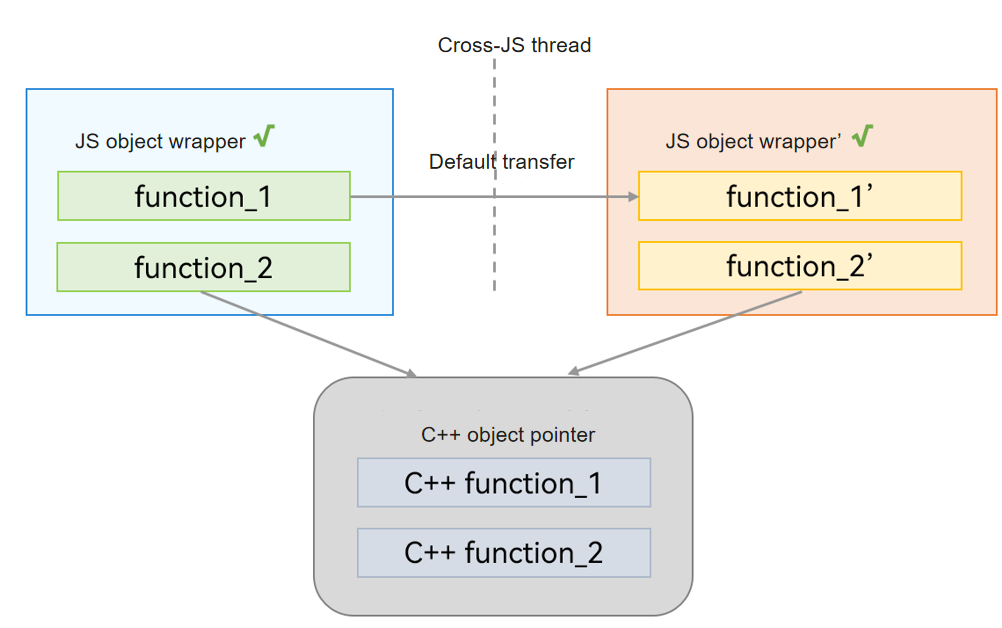 Cross-JS thread
JS object wrapper √
JS object wrapper’ √
Default transfer
function_1
function_1’
function_2
function_2’
C++ object pointer
C++ function_1
C++ function_2